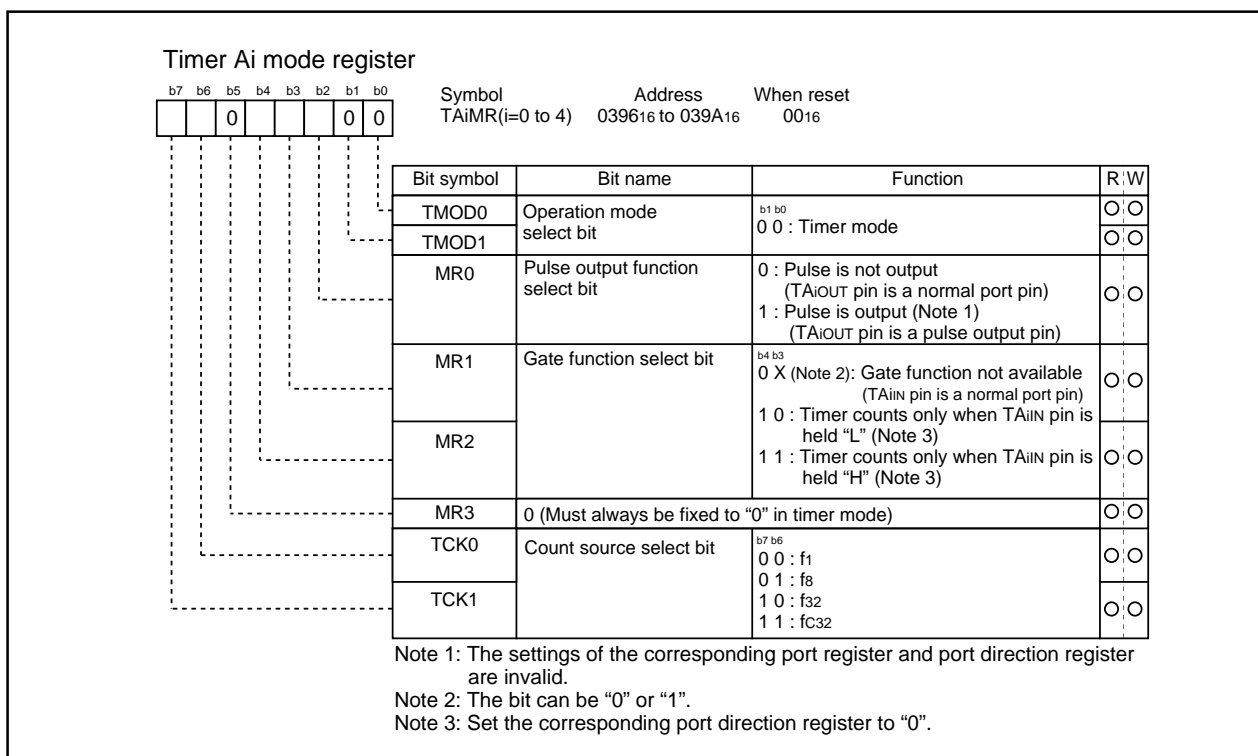 Timer Ai mode register
b7 b6 b5 b4 b3 b2 b1 b0
0 0 0
Symbol Address When reset
TAiMR(i=0 to 4) 039616 to 039A16 0016
Bit symbol Bit name Function R W
TMOD0 Operation mode select bit b1 b0
TMOD1 0 0 : Timer mode
MR0 Pulse output function select bit 0 : Pulse is not output
(TAiOUT pin is a normal port pin)
1 : Pulse is output (Note 1)
(TAiOUT pin is a pulse output pin)
MR1 Gate function select bit b4 b3
0 X (Note 2): Gate function not available
(TAiIN pin is a normal port pin)
1 0 : Timer counts only when TAiIN pin is
held “L” (Note 3)
MR2 1 1 : Timer counts only when TAiIN pin is
held “H” (Note 3)
MR3 0 (Must always be fixed to “0” in timer mode)
TCK0 Count source select bit b7 b6
0 0 : f1
0 1 : f8
TCK1 1 0 : f32
1 1 : fC32
Note 1: The settings of the corresponding port register and port direction register
are invalid.
Note 2: The bit can be “0” or “1”.
Note 3: Set the corresponding port direction register to “0”.